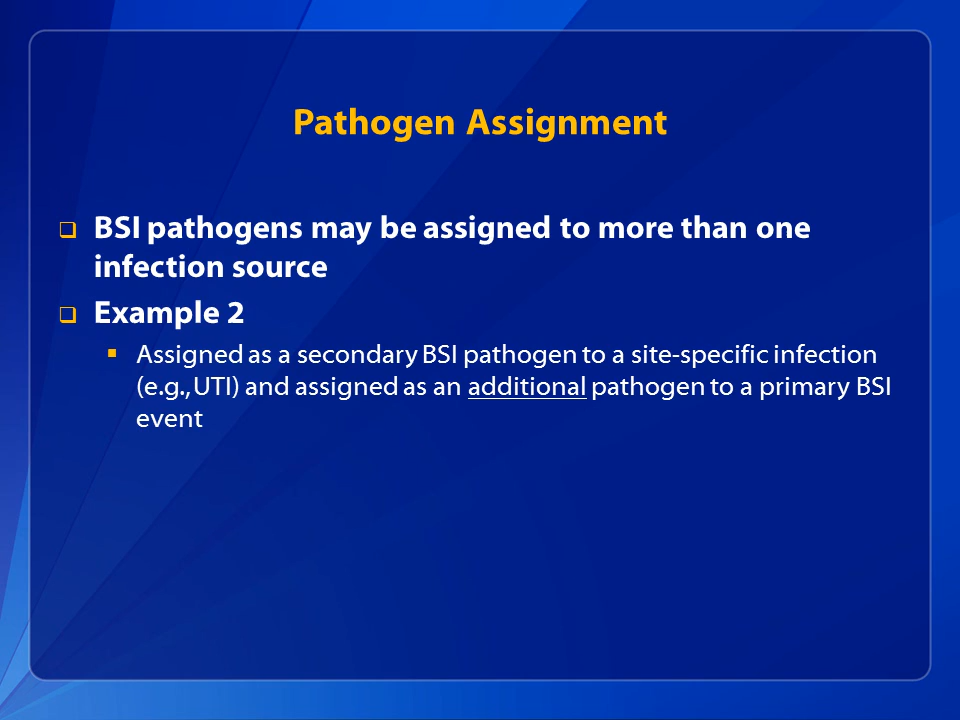 Pathogen Assignment
BSI pathogens may be assigned to more than one
infection source
Example 2
Assigned as a secondary BSI pathogen to a site-specific infection
(e.g., UTI) and assigned as an additional pathogen to a primary BSI
event